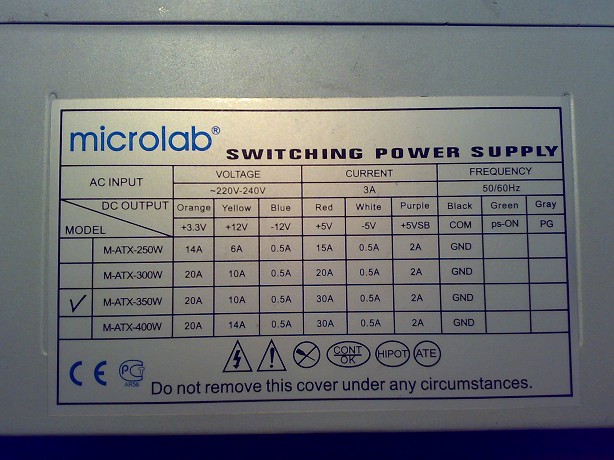 microlab®
SWITCHING POWER SUPPLY
AC INPUT VOLTAGE CURRENT FREQUENCY
~220V-240V 3A 50/60Hz
DC OUTPUT Orange Yellow Blue Red White Purple Black Green Gray
MODEL +3.3V +12V -12V +5V -5V +5VSB COM ps-ON PG
M-ATX-250W 14A 6A 0.5A 15A 0.5A 2A GND
M-ATX-300W 20A 10A 0.5A 20A 0.5A 2A GND
M-ATX-350W 20A 10A 0.5A 30A 0.5A 2A GND
M-ATX-400W 20A 14A 0.5A 30A 0.5A 2A GND
CONT OK HIPOT ATE
CE
Do not remove this cover under any circumstances.